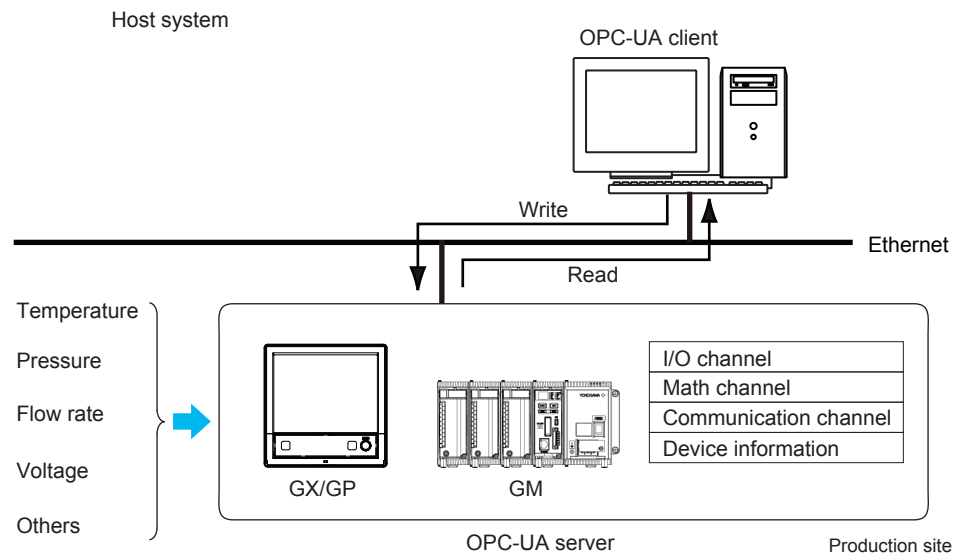 Host system
OPC-UA client
Write
Ethernet
Read
Temperature
Pressure
Flow rate
Voltage
Others
I/O channel
Math channel
Communication channel
Device information
YOKOGAWA
GX/GP
GM
OPC-UA server
Production site